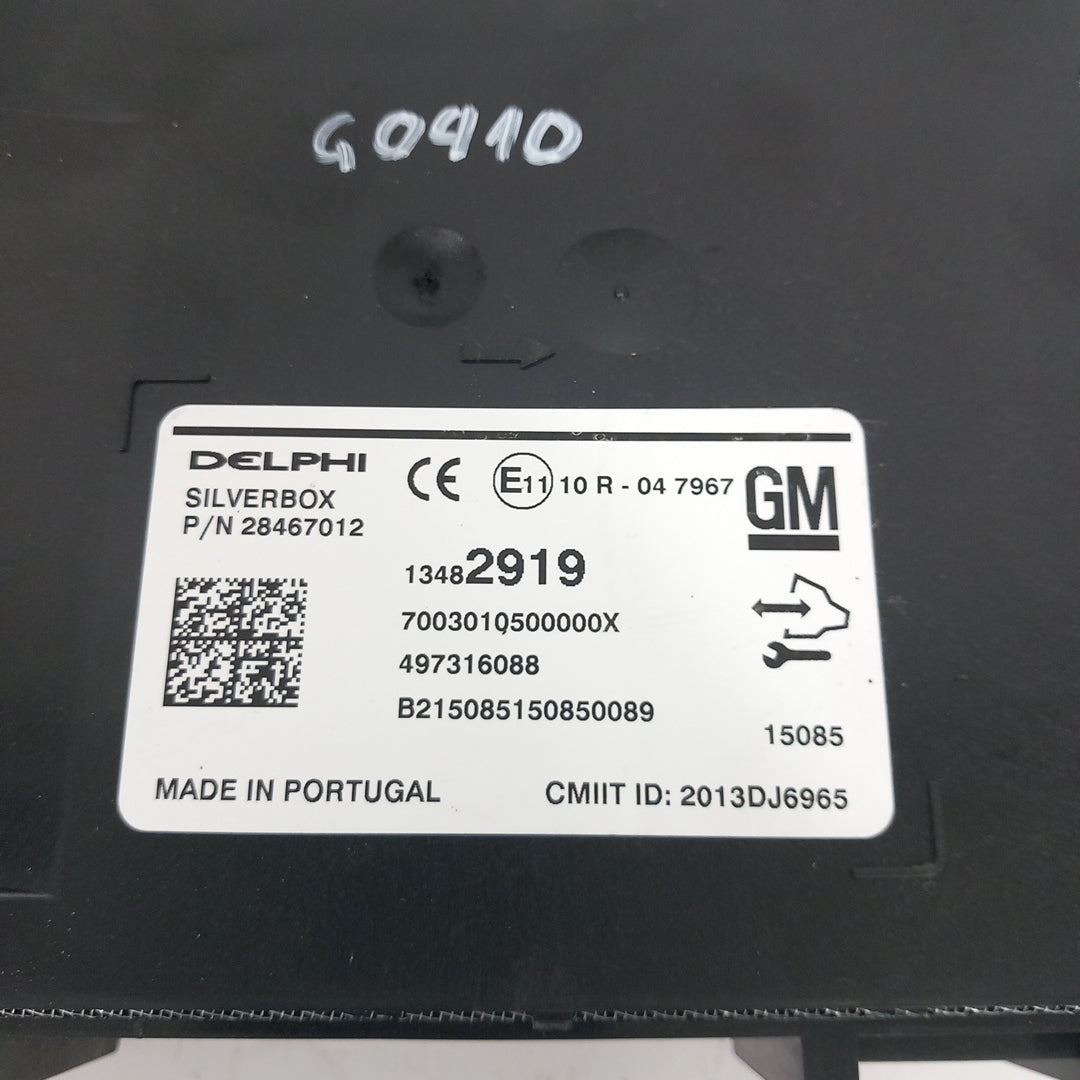 G0910
DELPHI
SILVERBOX
P/N 28467012
CE E11 10 R - 04 7967
GM
13482919
7003010500000X
497316088
B215085150850089
15085
MADE IN PORTUGAL
CMIIT ID: 2013DJ6965